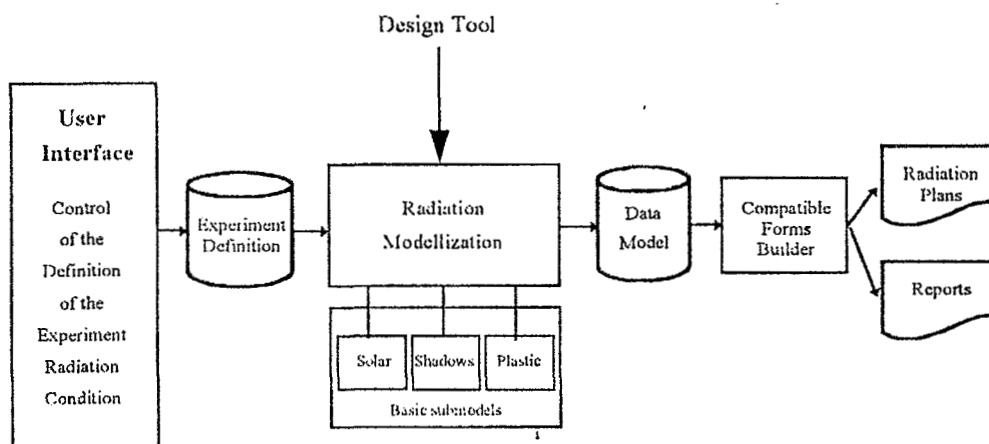 Design Tool
User
Interface
Control
of the
Definition
of the
Experiment
Radiation
Condition
Experiment
Definition
Radiation
Modellization
Solar
Shadows
Plastic
Basic submodels
Data
Model
Compatible
Forms
Builder
Radiation
Plans
Reports